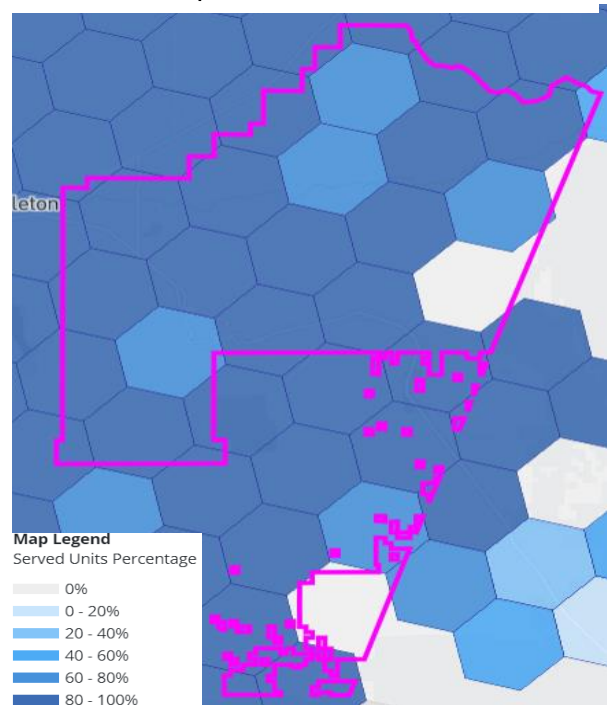 leton
Map Legend
Served Units Percentage
0%
0 - 20%
20 - 40%
40 - 60%
60 - 80%
80 - 100%